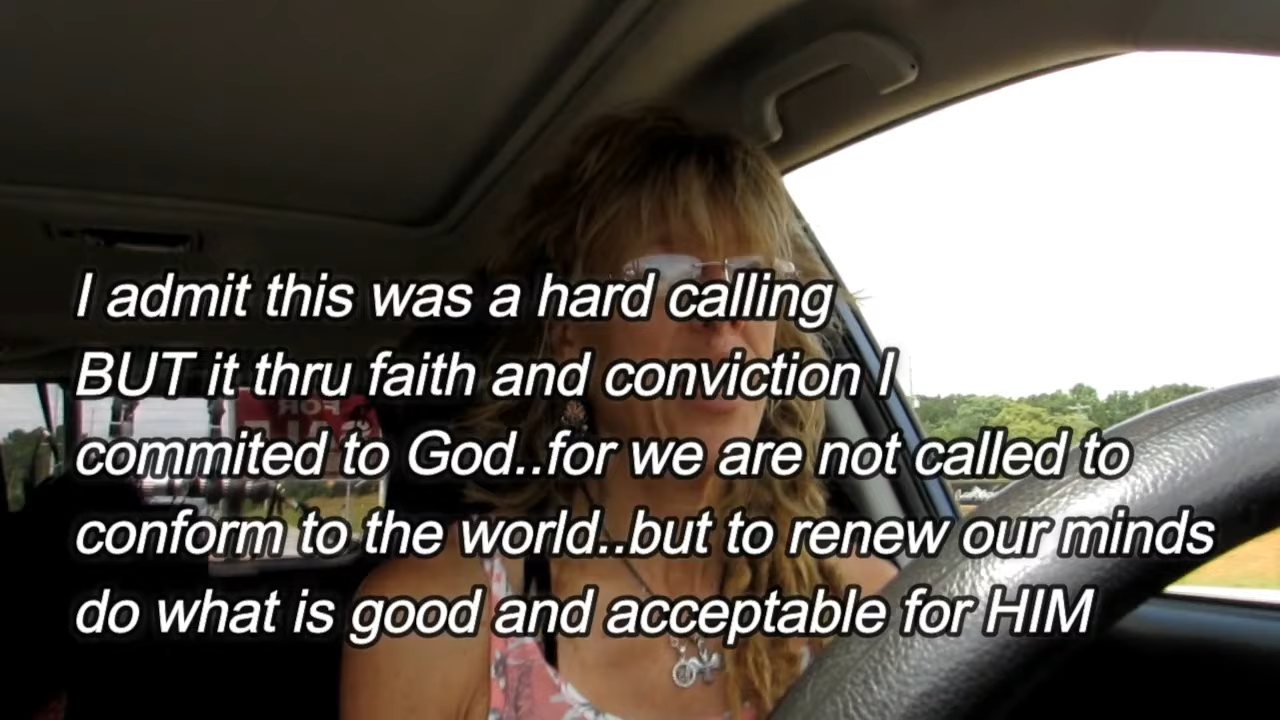 I admit this was a hard calling
BUT it thru faith and conviction I
commited to God..for we are not called to
conform to the world..but to renew our minds
do what is good and acceptable for HIM
FOR